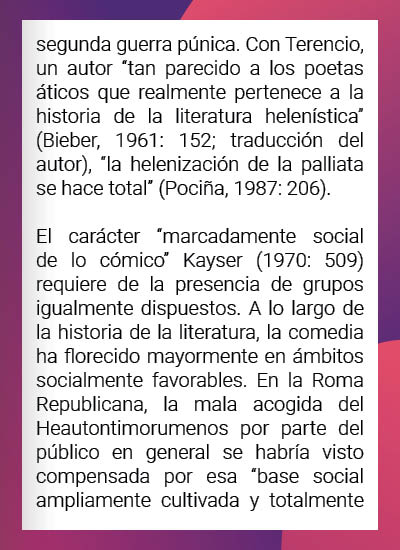 segunda guerra púnica. Con Terencio,
un autor “tan parecido a los poetas
áticos que realmente pertenece a la
historia de la literatura helenística”
(Bieber, 1961: 152; traducción del
autor), “la helenización de la palliata
se hace total” (Pociña, 1987: 206).

El carácter “marcadamente social
de lo cómico” Kayser (1970: 509)
requiere de la presencia de grupos
igualmente dispuestos. A lo largo de
la historia de la literatura, la comedia
ha florecido mayormente en ámbitos
socialmente favorables. En la Roma
Republicana, la mala acogida del
Heautontimorumenos por parte del
público en general se habría visto
compensada por esa “base social
ampliamente cultivada y totalmente